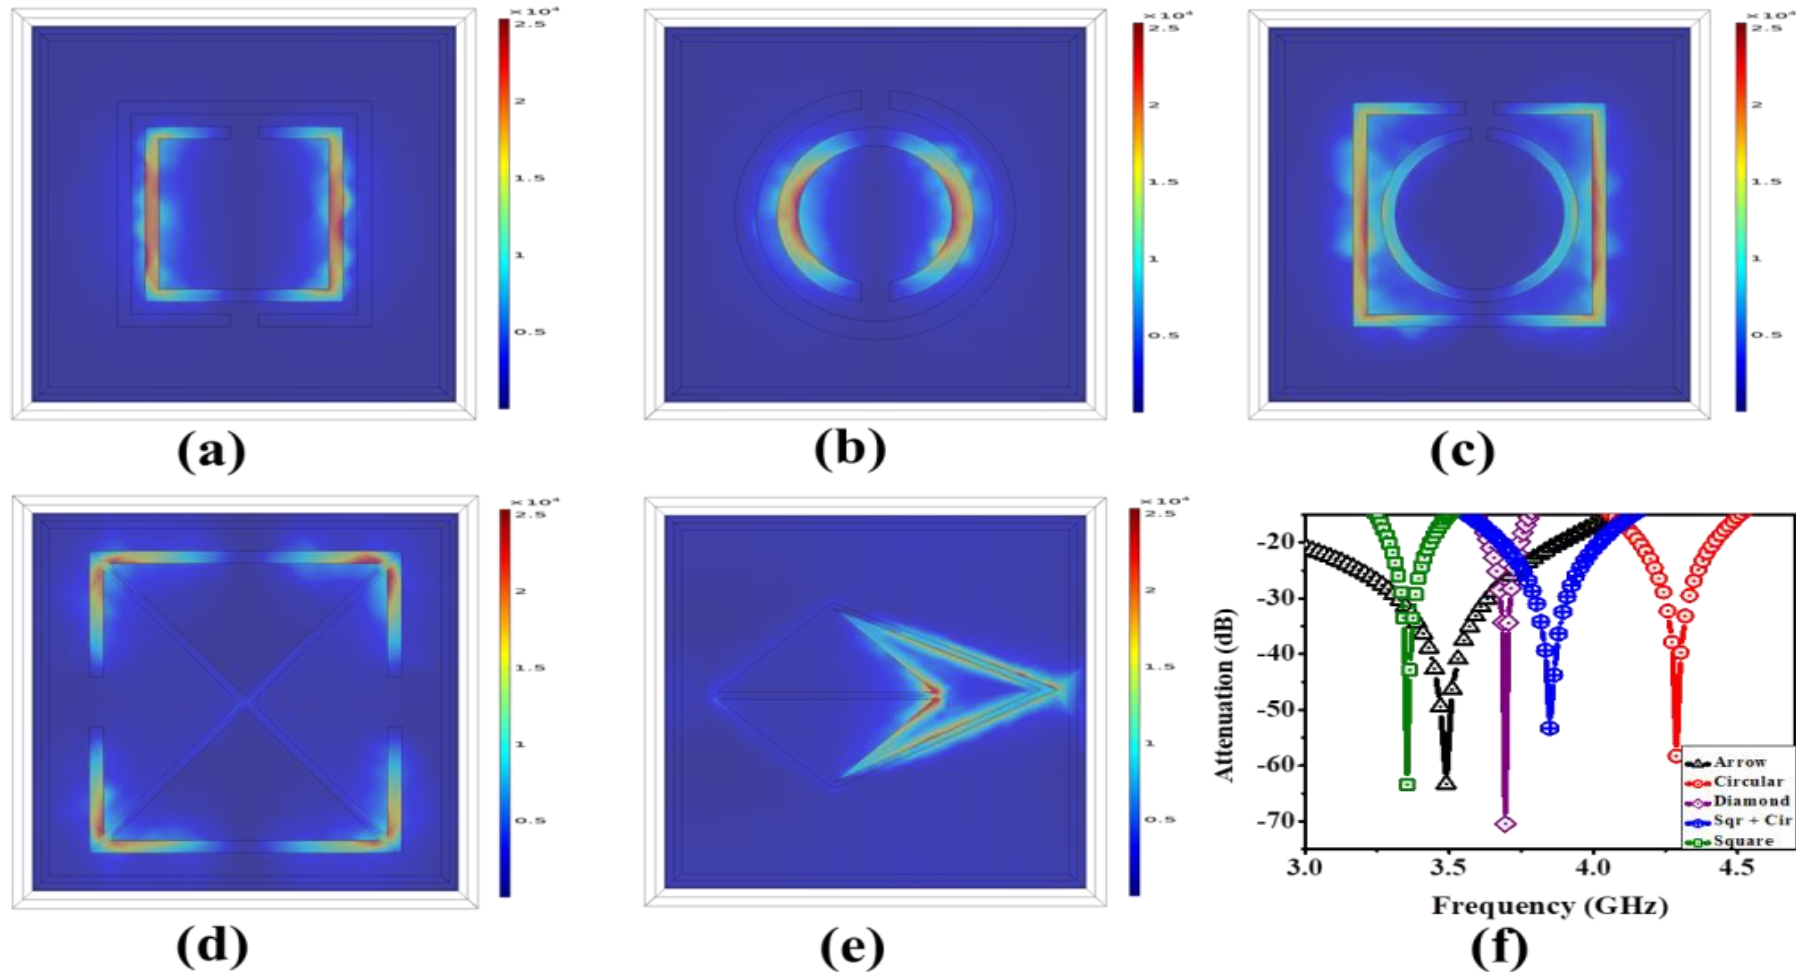 ×10⁴
2.5
2
1.5
1
0.5
(a)
×10⁴
2.5
2
1.5
1
0.5
(b)
×10⁴
2.5
2
1.5
1
0.5
(c)
×10⁴
2.5
2
1.5
1
0.5
(d)
×10⁴
2.5
2
1.5
1
0.5
(e)
Attenuation (dB)
-20
-30
-40
-50
-60
-70
Arrow
Circular
Diamond
Sqr + Cir
Square
3.0 3.5 4.0 4.5
Frequency (GHz)
(f)